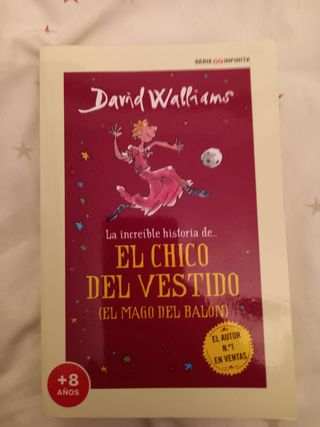 SERIE INFINITA
David Walliams
La increíble historia de...
EL CHICO
DEL VESTIDO
(EL MAGO DEL BALÓN)
EL AUTOR
N.º 1
EN VENTAS
+8
AÑOS